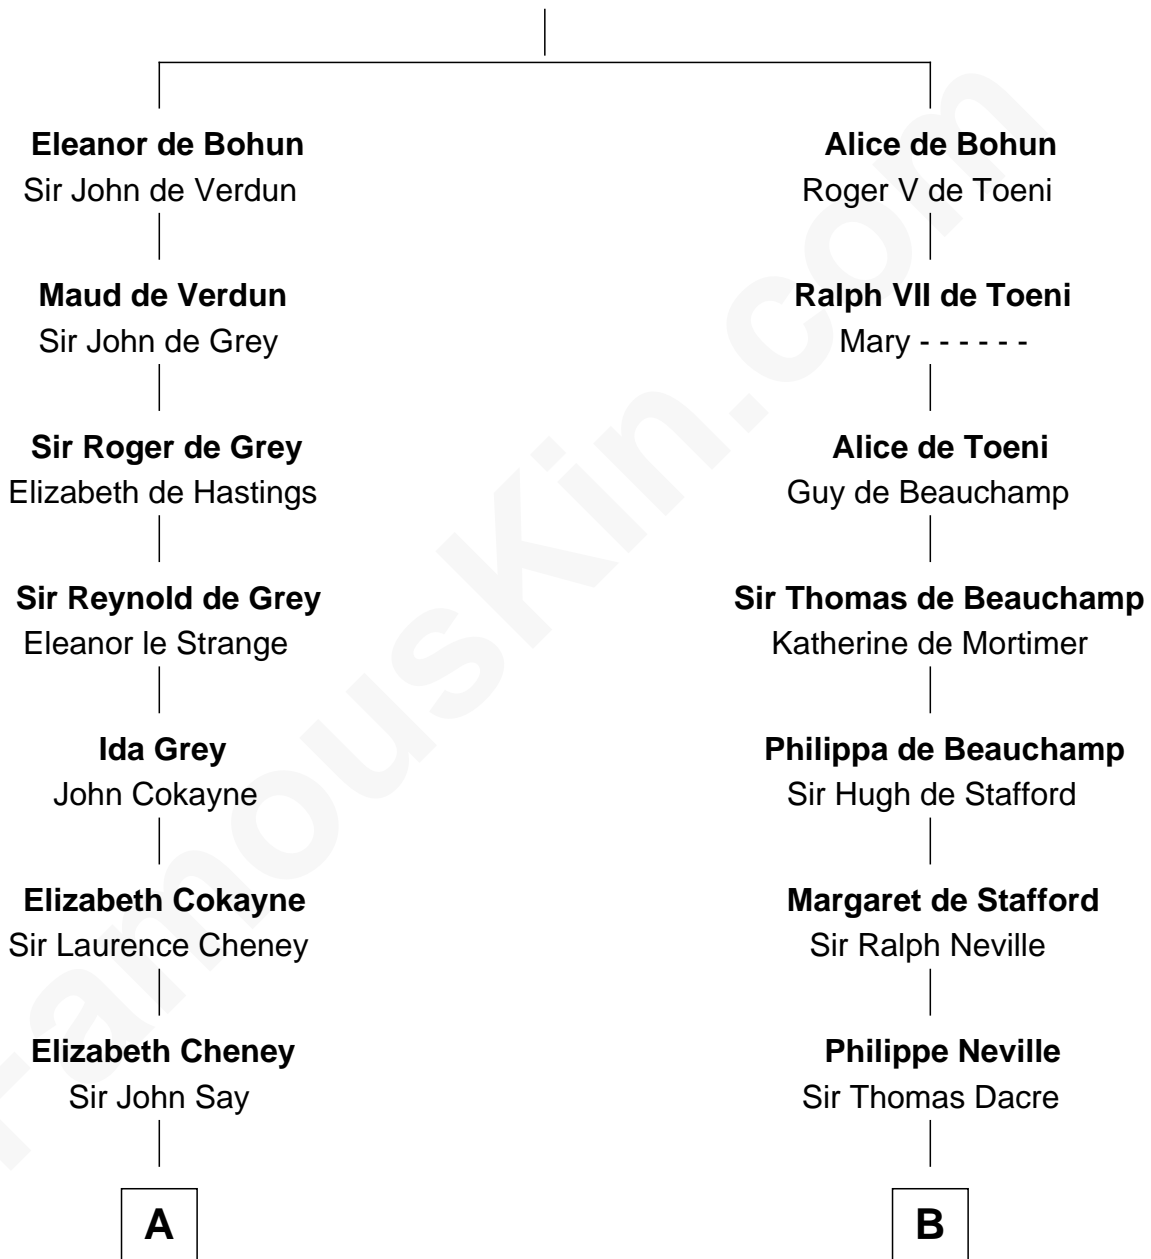 Eleanor de Bohun
Sir John de Verdun
Alice de Bohun
Roger V de Toeni
Maud de Verdun
Sir John de Grey
Ralph VII de Toeni
Mary - - - - - -
Sir Roger de Grey
Elizabeth de Hastings
Alice de Toeni
Guy de Beauchamp
Sir Reynold de Grey
Eleanor le Strange
Sir Thomas de Beauchamp
Katherine de Mortimer
Ida Grey
John Cokayne
Philippa de Beauchamp
Sir Hugh de Stafford
Elizabeth Cokayne
Sir Laurence Cheney
Margaret de Stafford
Sir Ralph Neville
Elizabeth Cheney
Sir John Say
Philippe Neville
Sir Thomas Dacre
A
B
FamousKin.com